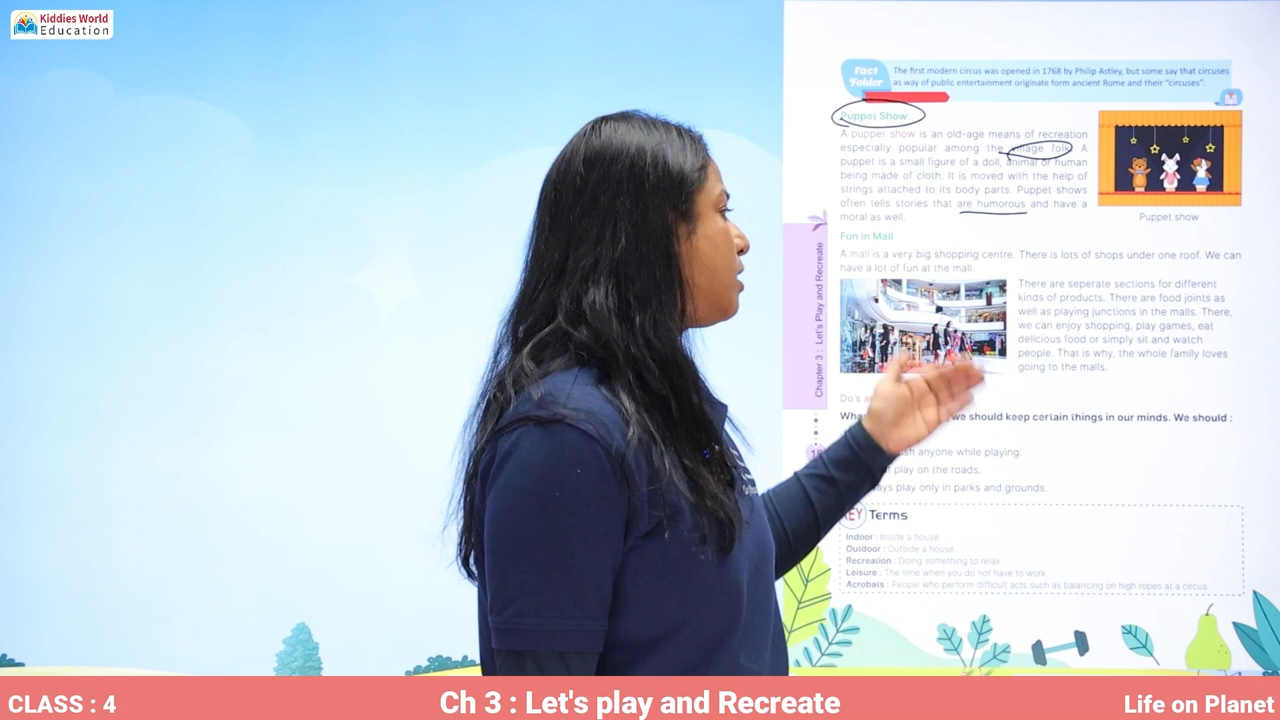 Kiddies World
Education
Fact
Folder
The first modern circus was opened in 1768 by Philip Astley, but some say that circuses
as way of public entertainment originate form ancient Rome and their "circuses".
Puppet Show
A puppet show is an old-age means of recreation
especially popular among the village folk. A
puppet is a small figure of a doll, animal or human
being made of cloth. It is moved with the help of
strings attached to its body parts. Puppet shows
often tells stories that are humorous and have a
moral as well.
Puppet show
Fun in Mall
A mall is a very big shopping centre. There is lots of shops under one roof. We can
have a lot of fun at the mall.
There are seperate sections for different
kinds of products. There are food joints as
well as playing junctions in the malls. There,
we can enjoy shopping, play games, eat
delicious food or simply sit and watch
people. That is why, the whole family loves
going to the malls.
Chapter 3 : Let's Play and Recreate
Do's
we should keep certain things in our minds. We should :
anyone while playing.
play on the roads.
play only in parks and grounds.
KEY Terms
Indoor : Inside a house.
Outdoor : Outside a house.
Recreation : Doing something to relax.
Leisure : The time when you do not have to work.
Acrobats : People who perform difficult acts such as balancing on high ropes at a circus.
CLASS : 4
Ch 3 : Let's play and Recreate
Life on Planet